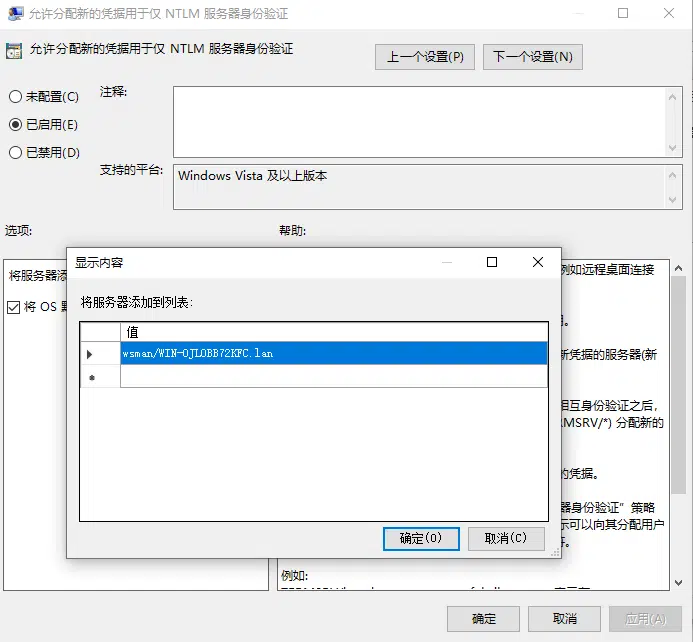 允许分配新的凭据用于仅 NTLM 服务器身份验证
允许分配新的凭据用于仅 NTLM 服务器身份验证
上一个设置(P)
下一个设置(N)
未配置(C)
已启用(E)
已禁用(D)
注释:
支持的平台:
Windows Vista 及以上版本
选项:
帮助:
将服务器添
将 OS
例如远程桌面连接
新凭据的服务器(新
相互身份验证之后,
RMSRV/*) 分配新的
的凭据。
器身份验证”策略
示可以向其分配用户
例如:
显示内容
将服务器添加到列表:
值
wsman/WIN-OJLOBB72KFC.lan
确定(O)
取消(C)
确定
取消
应用(A)